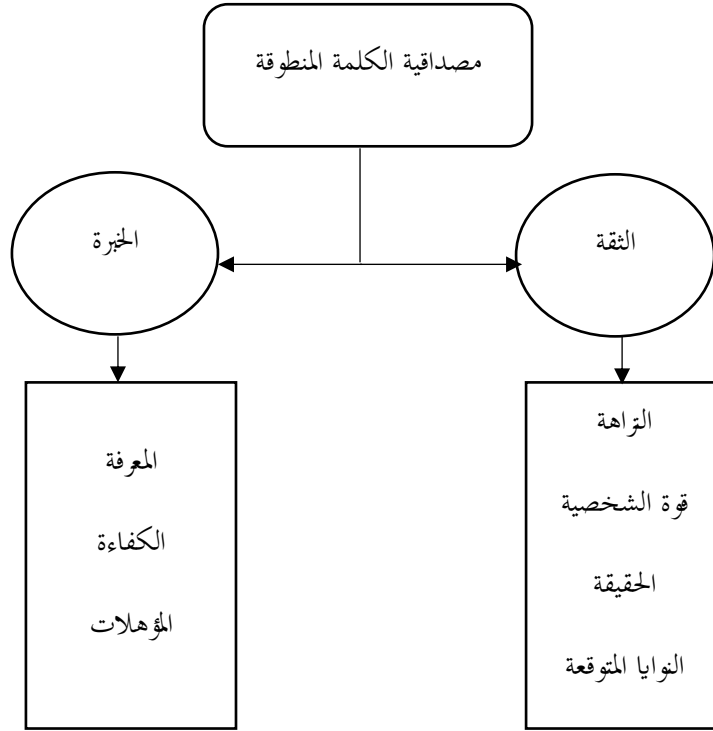 مصداقية الكلمة المنطوقة
الثقة
الخبرة
النزاهة
قوة الشخصية
الحقيقة
النوايا المتوقعة
المعرفة
الكفاءة
المؤهلات